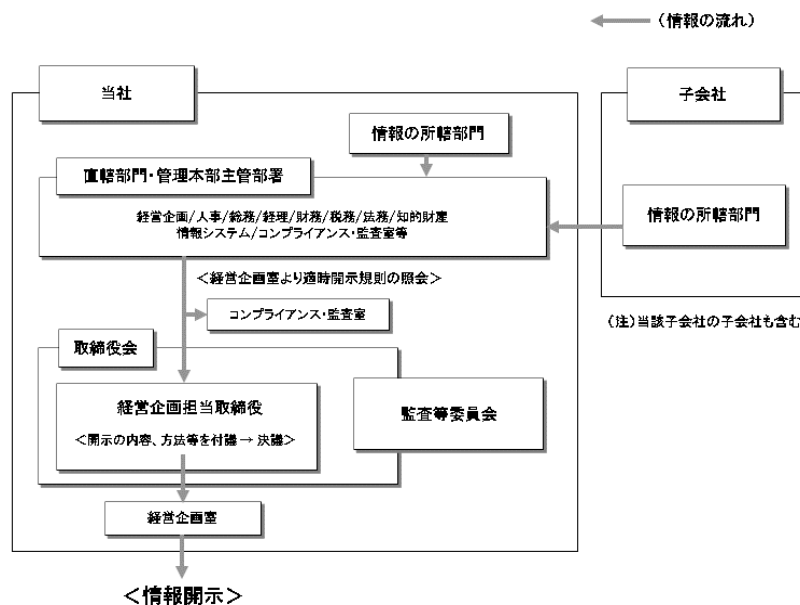 (情報の流れ)
当社
子会社
情報の所轄部門
直轄部門・管理本部主管部署
経営企画/人事/総務/経理/財務/税務/法務/知的財産
情報システム/コンプライアンス・監査室等
情報の所轄部門
<経営企画室より適時開示規則の照会>
コンプライアンス・監査室
(注)当該子会社の子会社も含む
取締役会
経営企画担当取締役
<開示の内容、方法等を付議→決議>
監査等委員会
経営企画室
<情報開示>